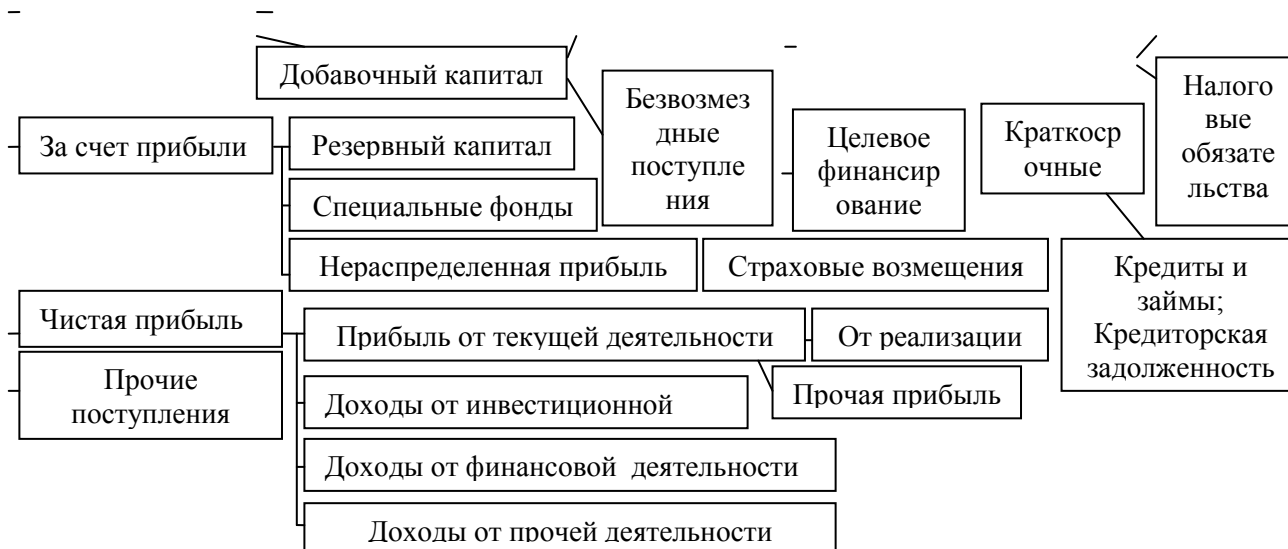 Добавочный капитал
Безвозмез
дные
поступле
ния
Целевое
финансир
ование
Краткоср
очные
Налого
вые
обязате
льства
За счет прибыли
Резервный капитал
Специальные фонды
Нераспределенная прибыль
Страховые возмещения
Кредиты и
займы;
Кредиторская
задолженность
Чистая прибыль
Прибыль от текущей деятельности
От реализации
Прочие
поступления
Прочая прибыль
Доходы от инвестиционной
Доходы от финансовой деятельности
Доходы от прочей деятельности